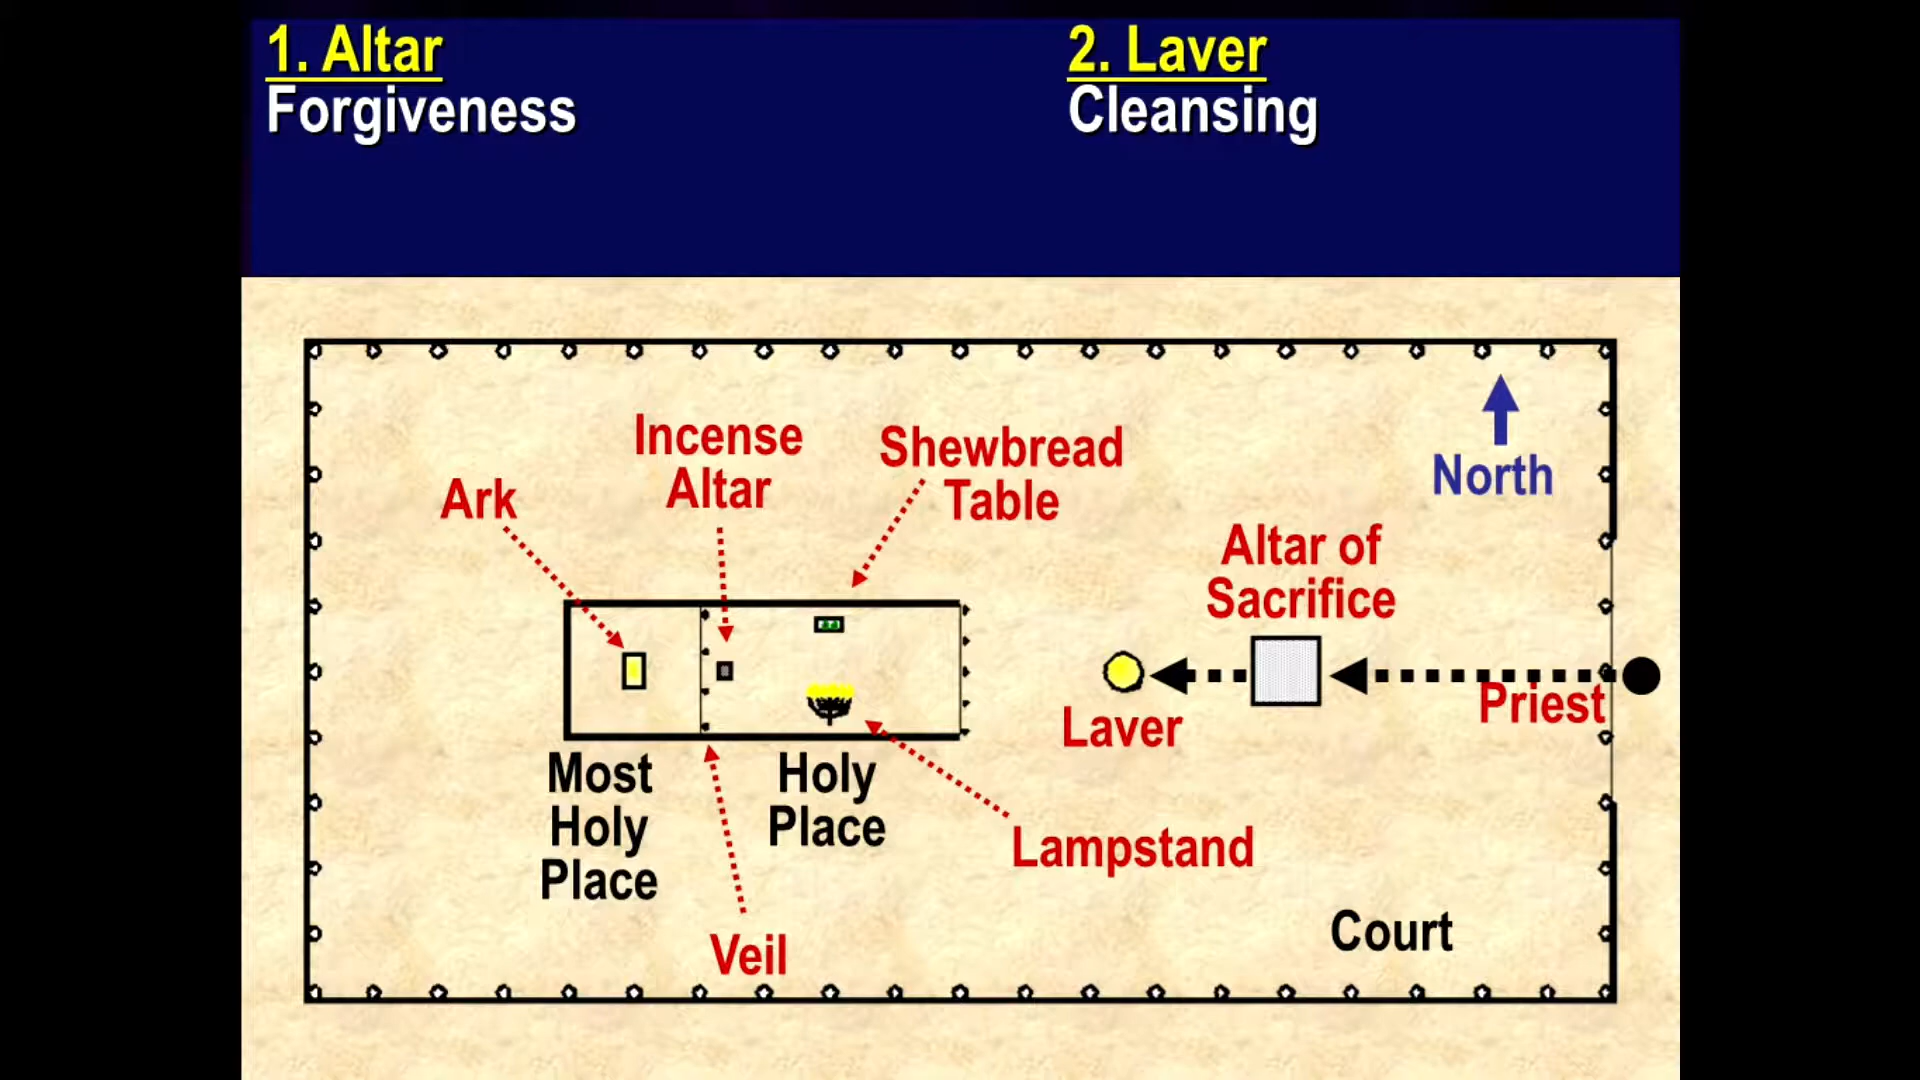 1. Altar
Forgiveness
2. Laver
Cleansing
North
Incense
Altar
Shewbread
Table
Ark
Altar of
Sacrifice
Priest
Laver
Most
Holy
Place
Holy
Place
Lampstand
Veil
Court